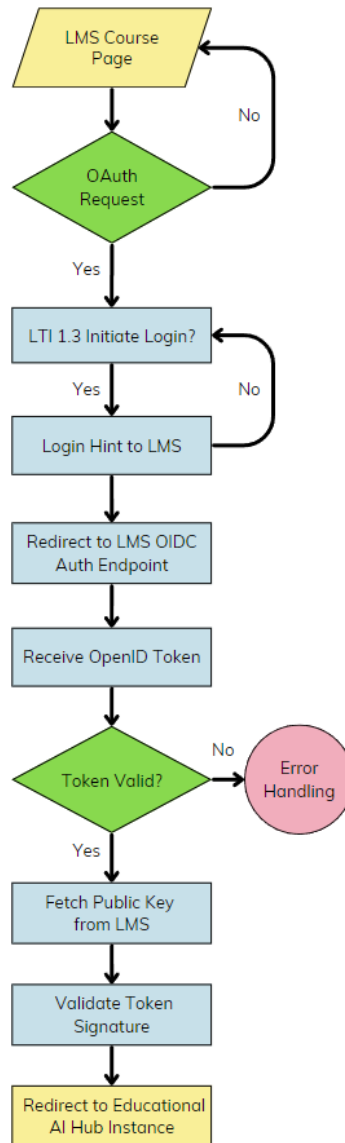 LMS Course
Page
No
OAuth
Request
Yes
LTI 1.3 Initiate Login?
Yes
No
Login Hint to LMS
Redirect to LMS OIDC
Auth Endpoint
Receive OpenID Token
No
Token Valid?
Error
Handling
Yes
Fetch Public Key
from LMS
Validate Token
Signature
Redirect to Educational
AI Hub Instance